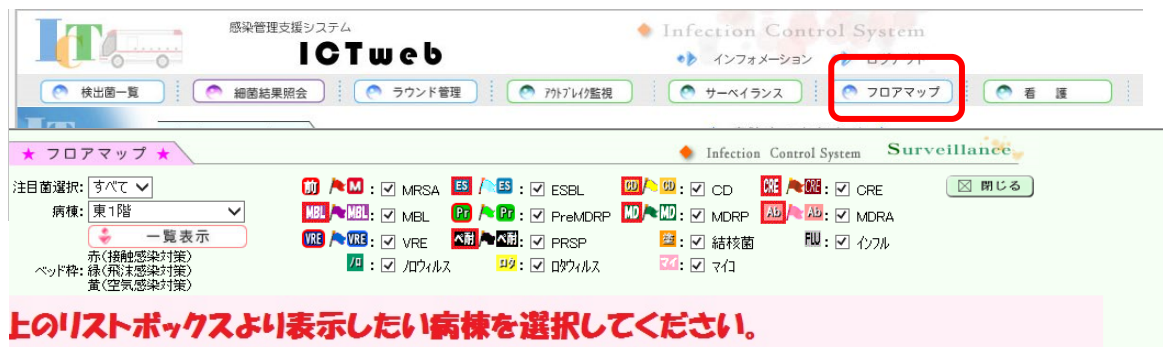 ICT
感染管理支援システム
ICTweb
Infection Control System
インフォメーション
ログアウト
検出菌一覧
細菌結果照会
ラウンド管理
アウトブレイク監視
サーベイランス
フロアマップ
看 護
★ フロアマップ ★
Infection Control System
Surveillance
注目菌選択: すべて
前 M : MRSA ES ES : ESBL CD CD : CD CRE CRE : CRE
閉じる
病棟: 東1階
MBL MBL : MBL Pr Pr : PreMDRP MD MD : MDRP Ab Ab : MDRA
一覧表示
VRE VRE : VRE ペ耐 ペ耐 : PRSP 結 : 結核菌 FLU : インフル
ベッド枠: 赤(接触感染対策)
緑(飛沫感染対策)
黄(空気感染対策)
ノロ : ノロウィルス ロタ : ロタウィルス マイ : マイコ
上のリストボックスより表示したい病棟を選択してください。